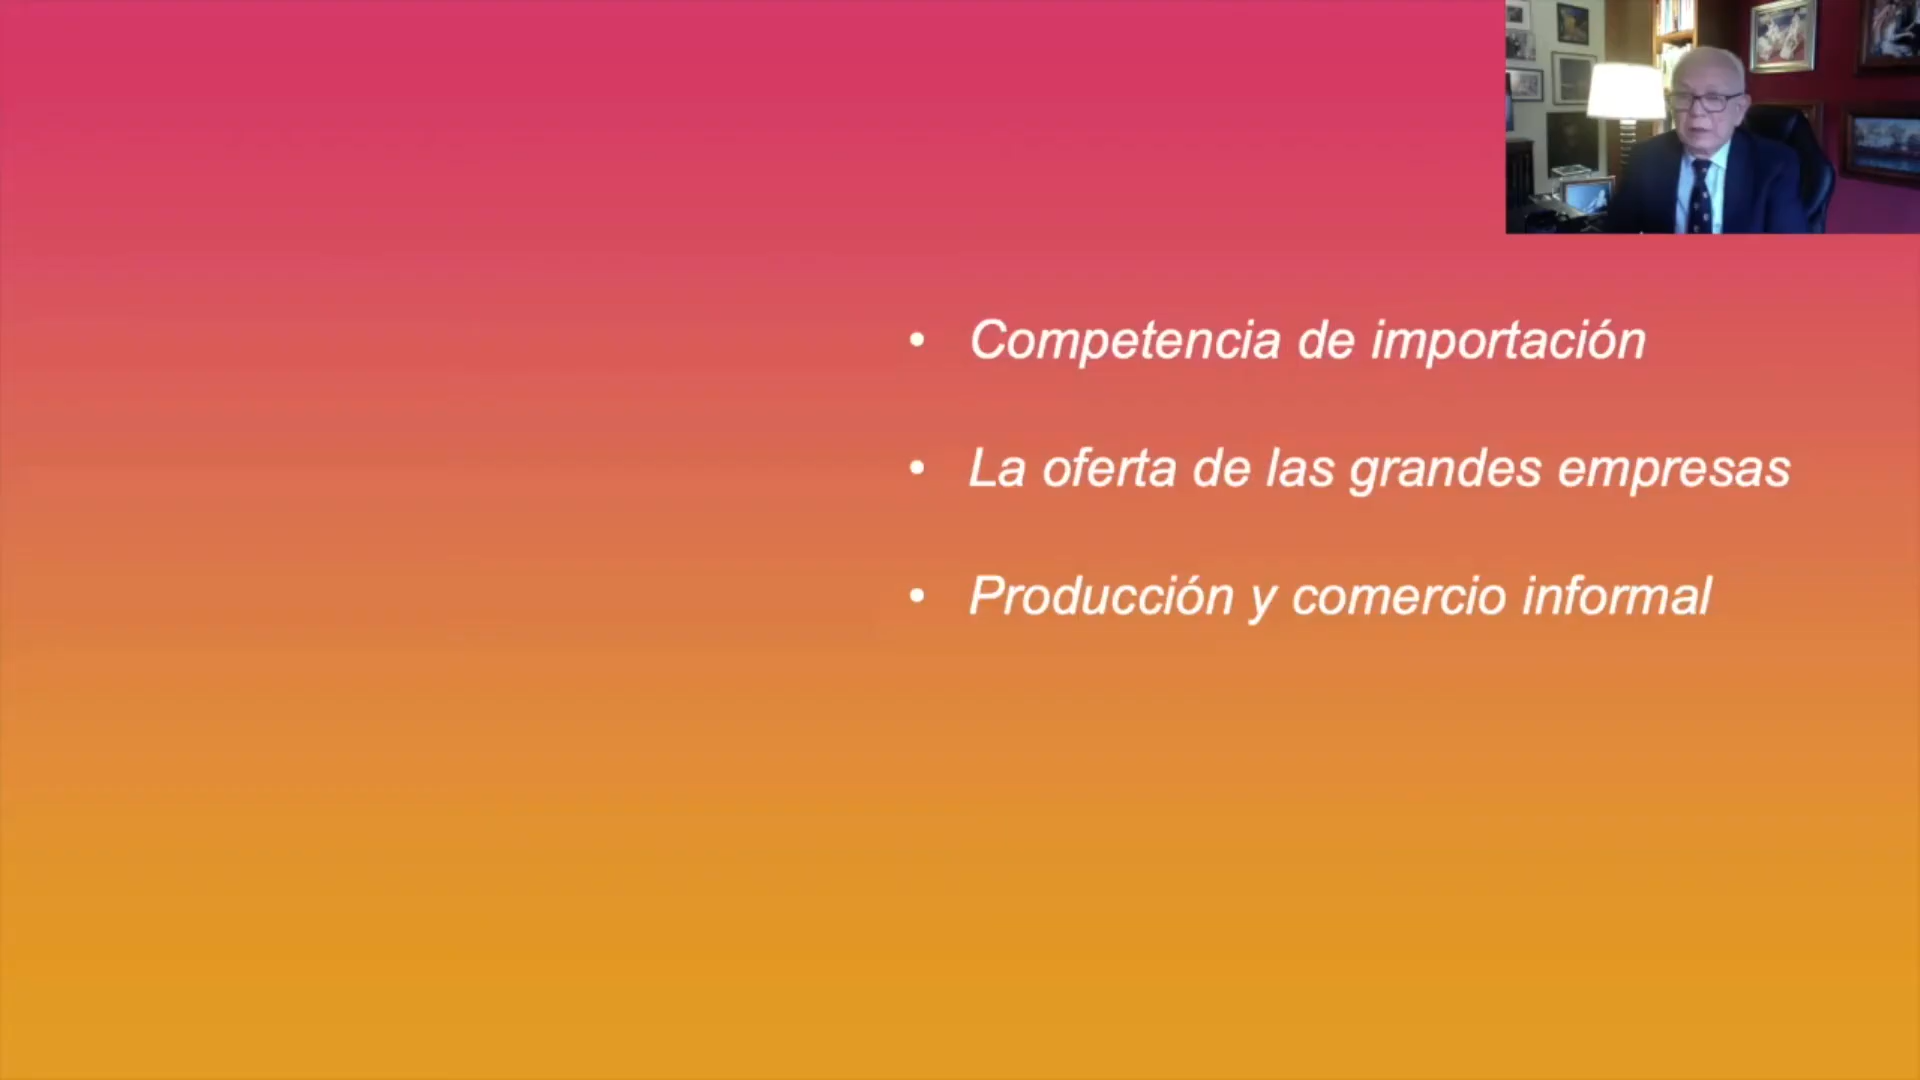 • Competencia de importación
• La oferta de las grandes empresas
• Producción y comercio informal